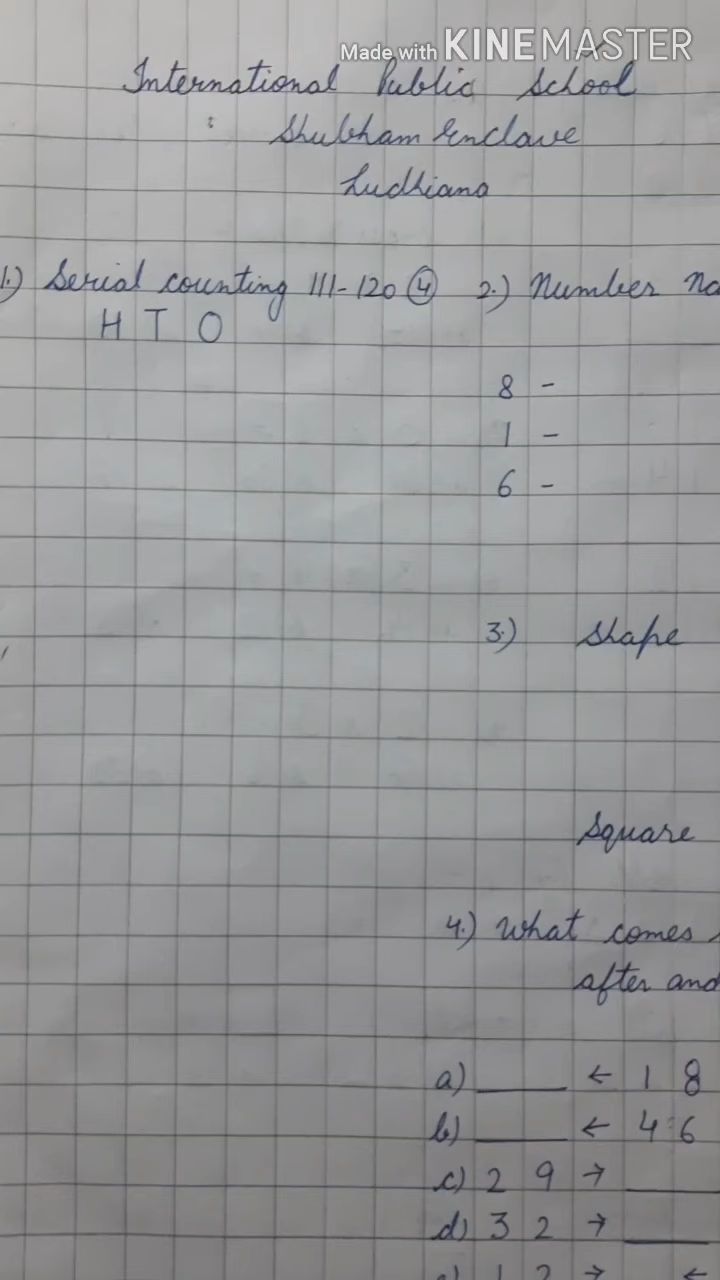 Made with KINEMASTER
International Public School
Shubham Enclave
Ludhiana
1.) Serial counting 111-120 (4)
H T O
2.) Number
8 -
1 -
6 -
3.) Shape
Square
4.) What comes
after and
a) ____ ← 1 8
b) ____ ← 4 6
c) 2 9 → ____
d) 3 2 → ____
1 2 → ←